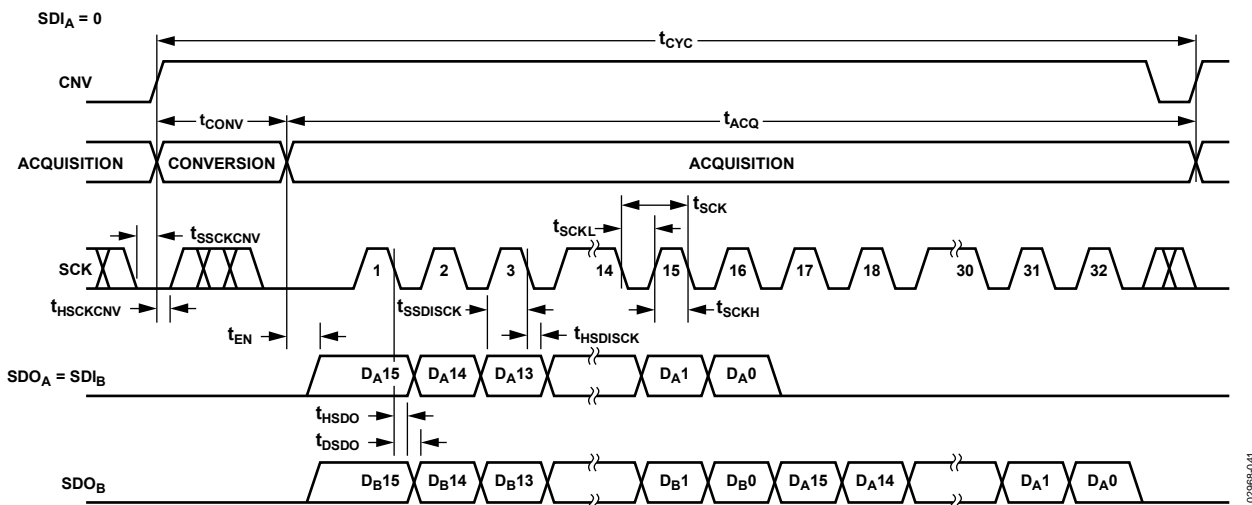 SDIA = 0
tCYC
CNV
tCONV
tACQ
ACQUISITION CONVERSION ACQUISITION
tSCK
tSCKL
tSSCKCNV
SCK 1 2 3 14 15 16 17 18 30 31 32
tHSCKCNV
tSSDISCK
tSCKH
tEN
tHSDISCK
SDOA = SDIB DA15 DA14 DA13 DA1 DA0
tHSDO
tDSDO
SDOB DB15 DB14 DB13 DB1 DB0 DA15 DA14 DA1 DA0
02968-041